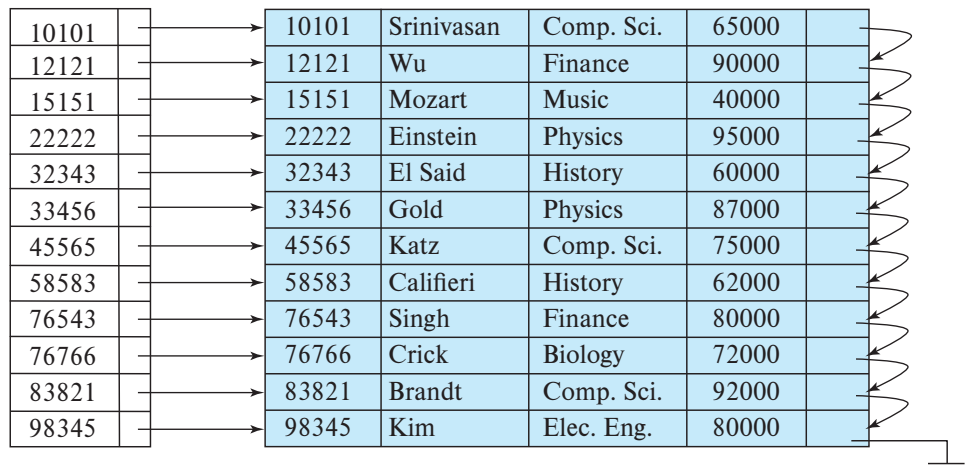 10101 10101 Srinivasan Comp. Sci. 65000
12121 12121 Wu Finance 90000
15151 15151 Mozart Music 40000
22222 22222 Einstein Physics 95000
32343 32343 El Said History 60000
33456 33456 Gold Physics 87000
45565 45565 Katz Comp. Sci. 75000
58583 58583 Califieri History 62000
76543 76543 Singh Finance 80000
76766 76766 Crick Biology 72000
83821 83821 Brandt Comp. Sci. 92000
98345 98345 Kim Elec. Eng. 80000